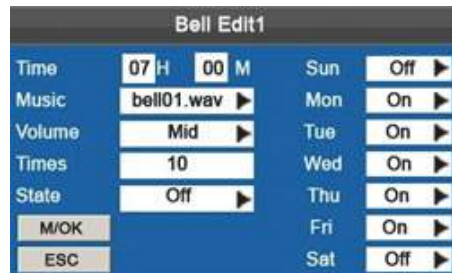 Bell Edit1
Time 07 H 00 M Sun Off
Music bell01.wav Mon On
Volume Mid Tue On
Times 10 Wed On
State Off Thu On
M/OK Fri On
ESC Sat Off